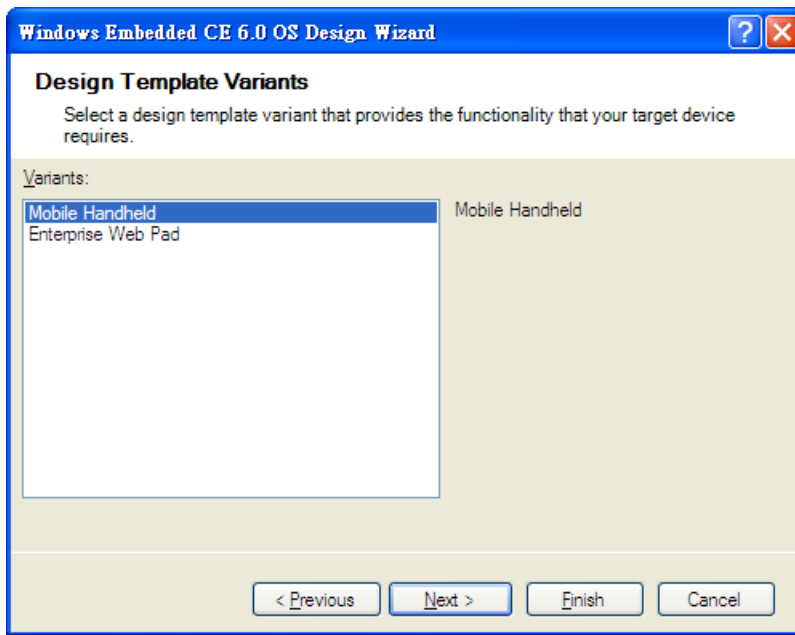 Windows Embedded CE 6.0 OS Design Wizard
?
Design Template Variants
Select a design template variant that provides the functionality that your target device
requires.
Variants:
Mobile Handheld
Mobile Handheld
Enterprise Web Pad
< Previous
Next >
Finish
Cancel